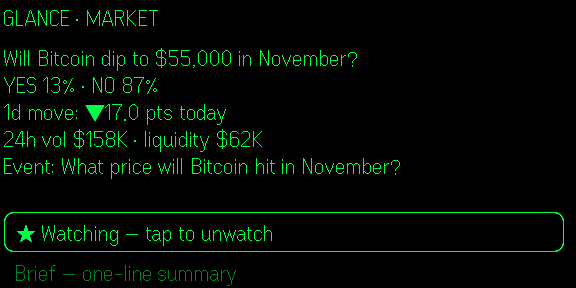 GLANCE · MARKET
Will Bitcoin dip to $55,000 in November?
YES 13% · NO 87%
1d move: ▼17.0 pts today
24h vol $158K · liquidity $62K
Event: What price will Bitcoin hit in November?
★ Watching — tap to unwatch
Brief — one-line summary